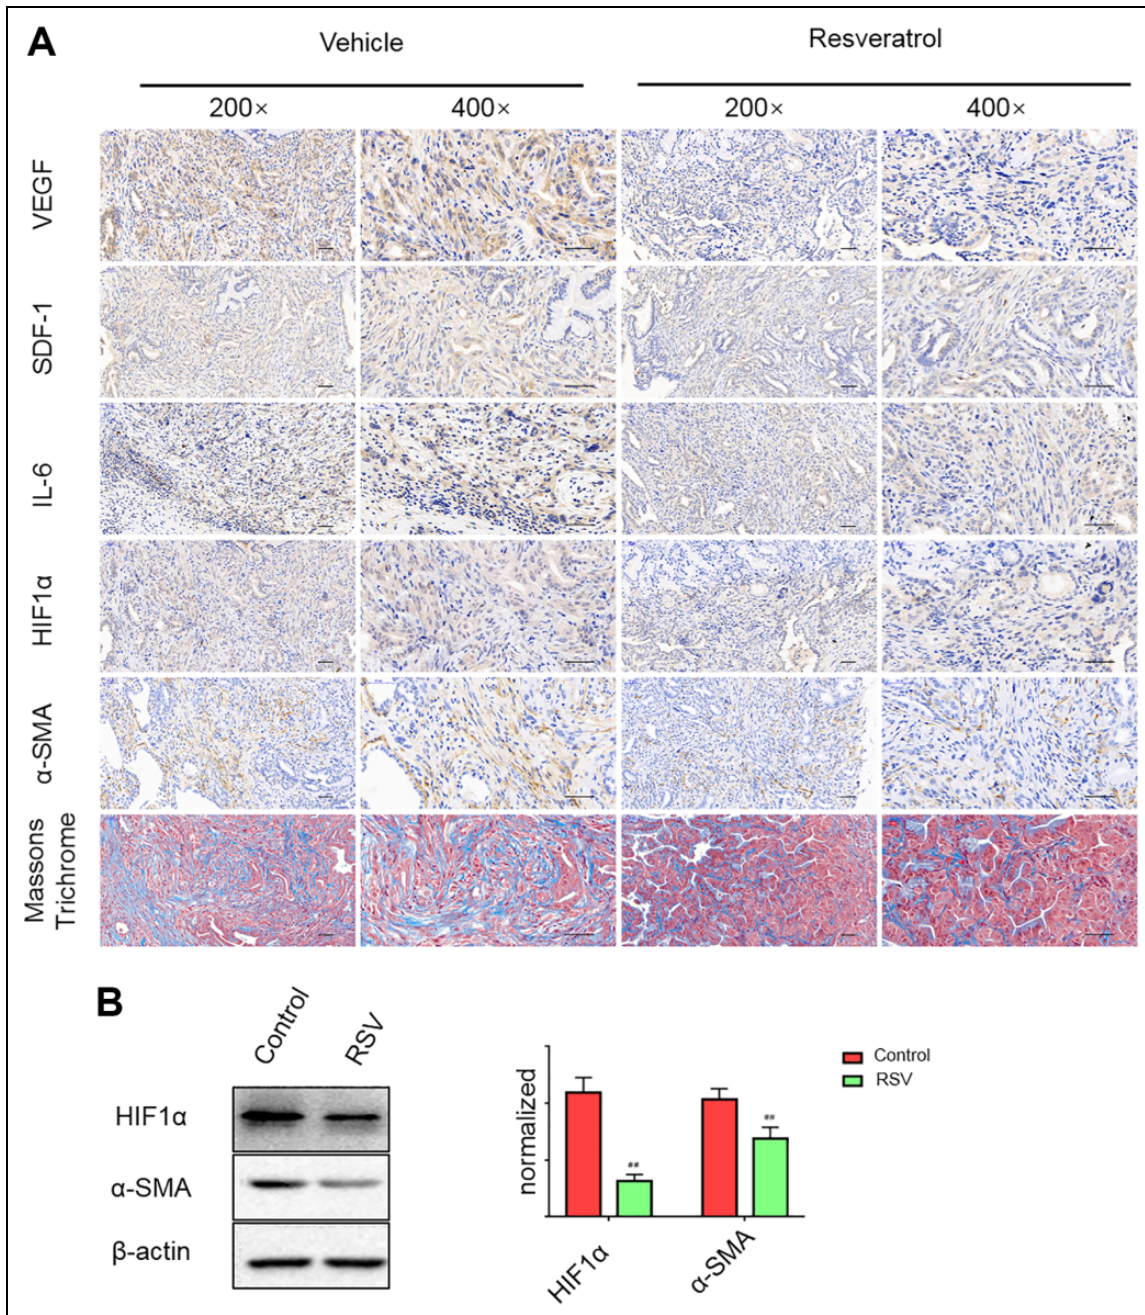 A
Vehicle
Resveratrol
200×
400×
200×
400×
VEGF
SDF-1
IL-6
HIF1α
α-SMA
Massons
Trichrome
B
Control
RSV
HIF1α
α-SMA
β-actin
normalized
##
##
HIF1α
α-SMA
Control
RSV